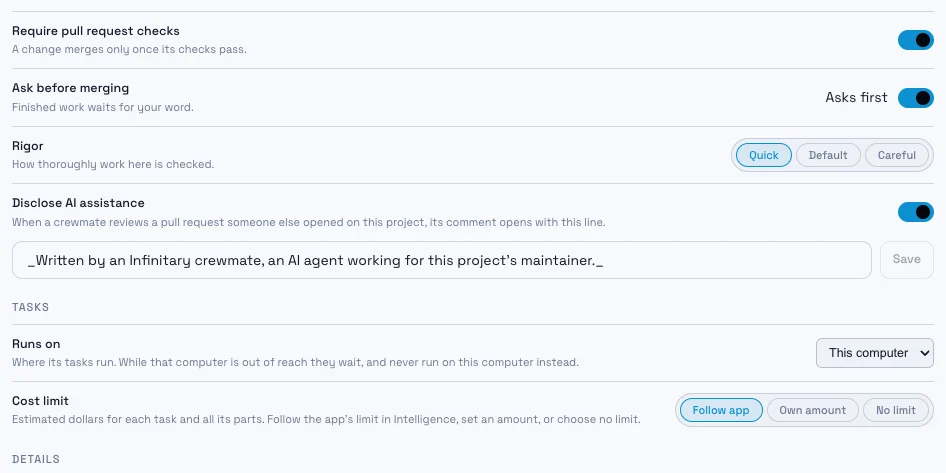 Require pull request checks
A change merges only once its checks pass.
Ask before merging
Finished work waits for your word.
Asks first
Rigor
How thoroughly work here is checked.
Quick
Default
Careful
Disclose AI assistance
When a crewmate reviews a pull request someone else opened on this project, its comment opens with this line.
_Written by an Infinitary crewmate, an AI agent working for this project's maintainer._
Save
TASKS
Runs on
Where its tasks run. While that computer is out of reach they wait, and never run on this computer instead.
This computer
Cost limit
Estimated dollars for each task and all its parts. Follow the app's limit in Intelligence, set an amount, or choose no limit.
Follow app
Own amount
No limit
DETAILS